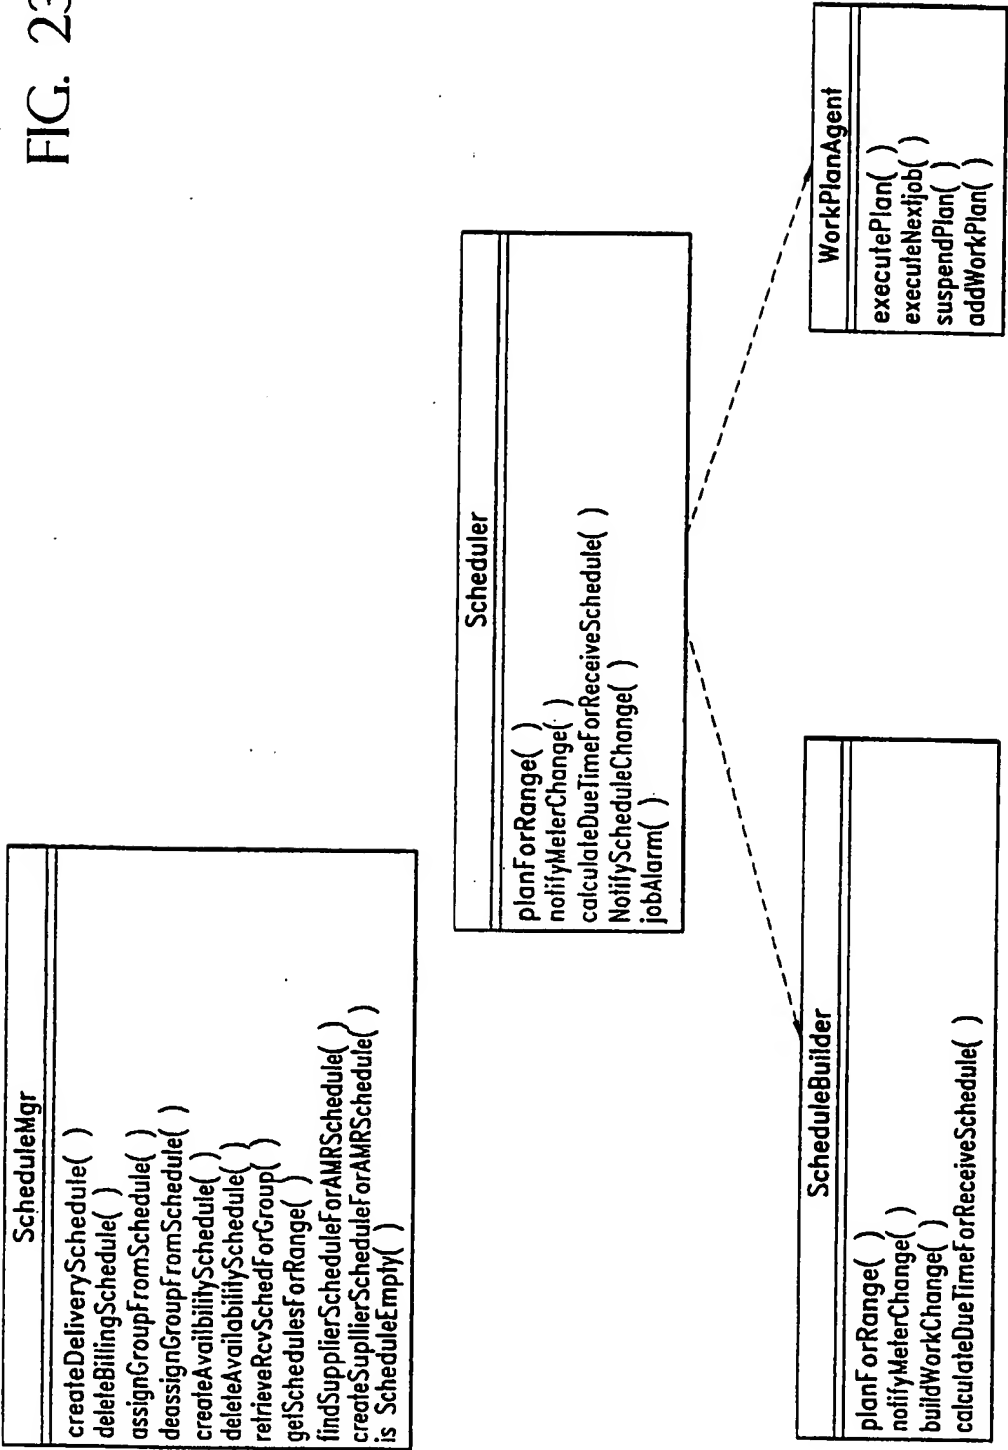 FIG. 23
ScheduleMgr
createDeliverySchedule( )
deleteBillingSchedule( )
assignGroupFromSchedule( )
deassignGroupFromSchedule( )
createAvailbilitySchedule( )
deleteAvailabilitySchedule( )
retrieveRcvSchedForGroup( )
getSchedulesForRange( )
findSupplierScheduleForAMRSchedule( )
createSupllierScheduleForAMRSchedule( )
is ScheduleEmpty( )
Scheduler
planForRange( )
notifyMeterChange( )
calculateDueTimeForReceiveSchedule( )
NotifyScheduleChange( )
jobAlarm( )
ScheduleBuilder
planForRange( )
notifyMeterChange( )
buildWorkChange( )
calculateDueTimeForReceiveSchedule( )
WorkPlanAgent
executePlan( )
executeNextjob( )
suspendPlan( )
addWorkPlan( )